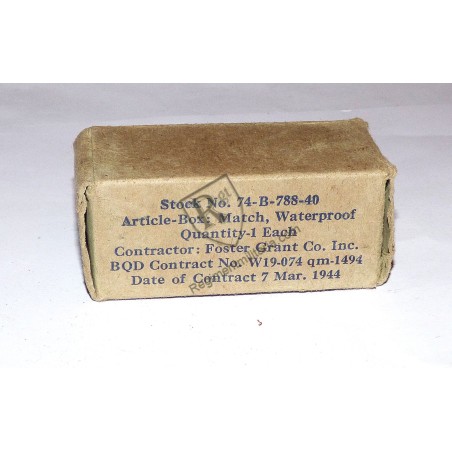 Stock No. 74-B-788-40
Article-Box: Match, Waterproof
Quantity-1 Each
Contractor: Foster Grant Co. Inc.
BQD Contract No. W19-074 qm-1494
Date of Contract 7 Mar. 1944